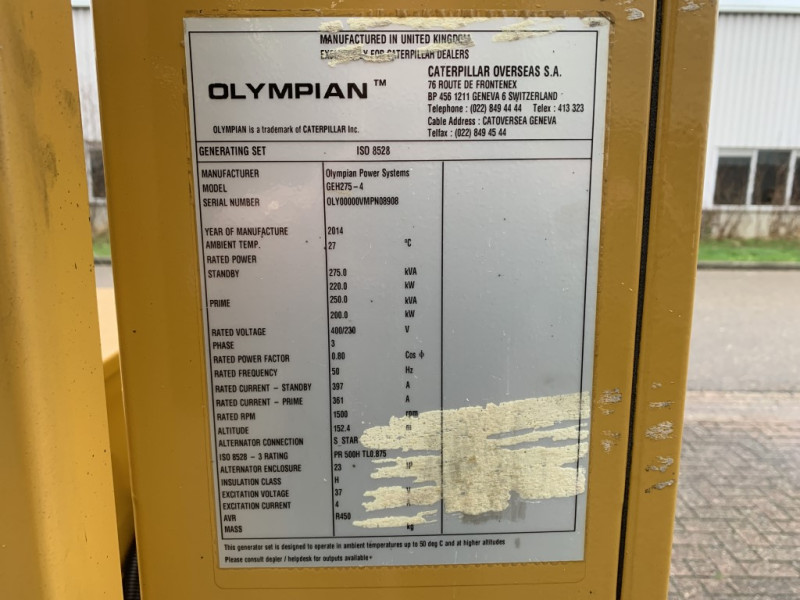 MANUFACTURED IN UNITED KINGDOM
FOR CATERPILLAR DEALERS
OLYMPIAN ™
CATERPILLAR OVERSEAS S.A.
76 ROUTE DE FRONTENEX
BP 456 1211 GENEVA 6 SWITZERLAND
Telephone : (022) 849 44 44 Telex : 413 323
Cable Address : CATOVERSEA GENEVA
Telfax : (022) 849 45 44
OLYMPIAN is a trademark of CATERPILLAR Inc.
GENERATING SET ISO 8528
MANUFACTURER Olympian Power Systems
MODEL GEH275-4
SERIAL NUMBER OLY00000VMPN08908
YEAR OF MANUFACTURE 2014
AMBIENT TEMP. 27 °C
RATED POWER
STANDBY 275.0 kVA
220.0 kW
PRIME 250.0 kVA
200.0 kW
RATED VOLTAGE 400/230 V
PHASE 3
RATED POWER FACTOR 0.80 Cos ϕ
RATED FREQUENCY 50 Hz
RATED CURRENT - STANDBY 397 A
RATED CURRENT - PRIME 361 A
RATED RPM 1500 rpm
ALTITUDE 152.4 m
ALTERNATOR CONNECTION S STAR
ISO 8528 - 3 RATING PR 500H TL0.875
ALTERNATOR ENCLOSURE 23 IP
INSULATION CLASS H
EXCITATION VOLTAGE 37 V
EXCITATION CURRENT 4
AVR R450
MASS kg
This generator set is designed to operate in ambient temperatures up to 50 deg C and at higher altitudes
Please consult dealer / helpdesk for outputs available